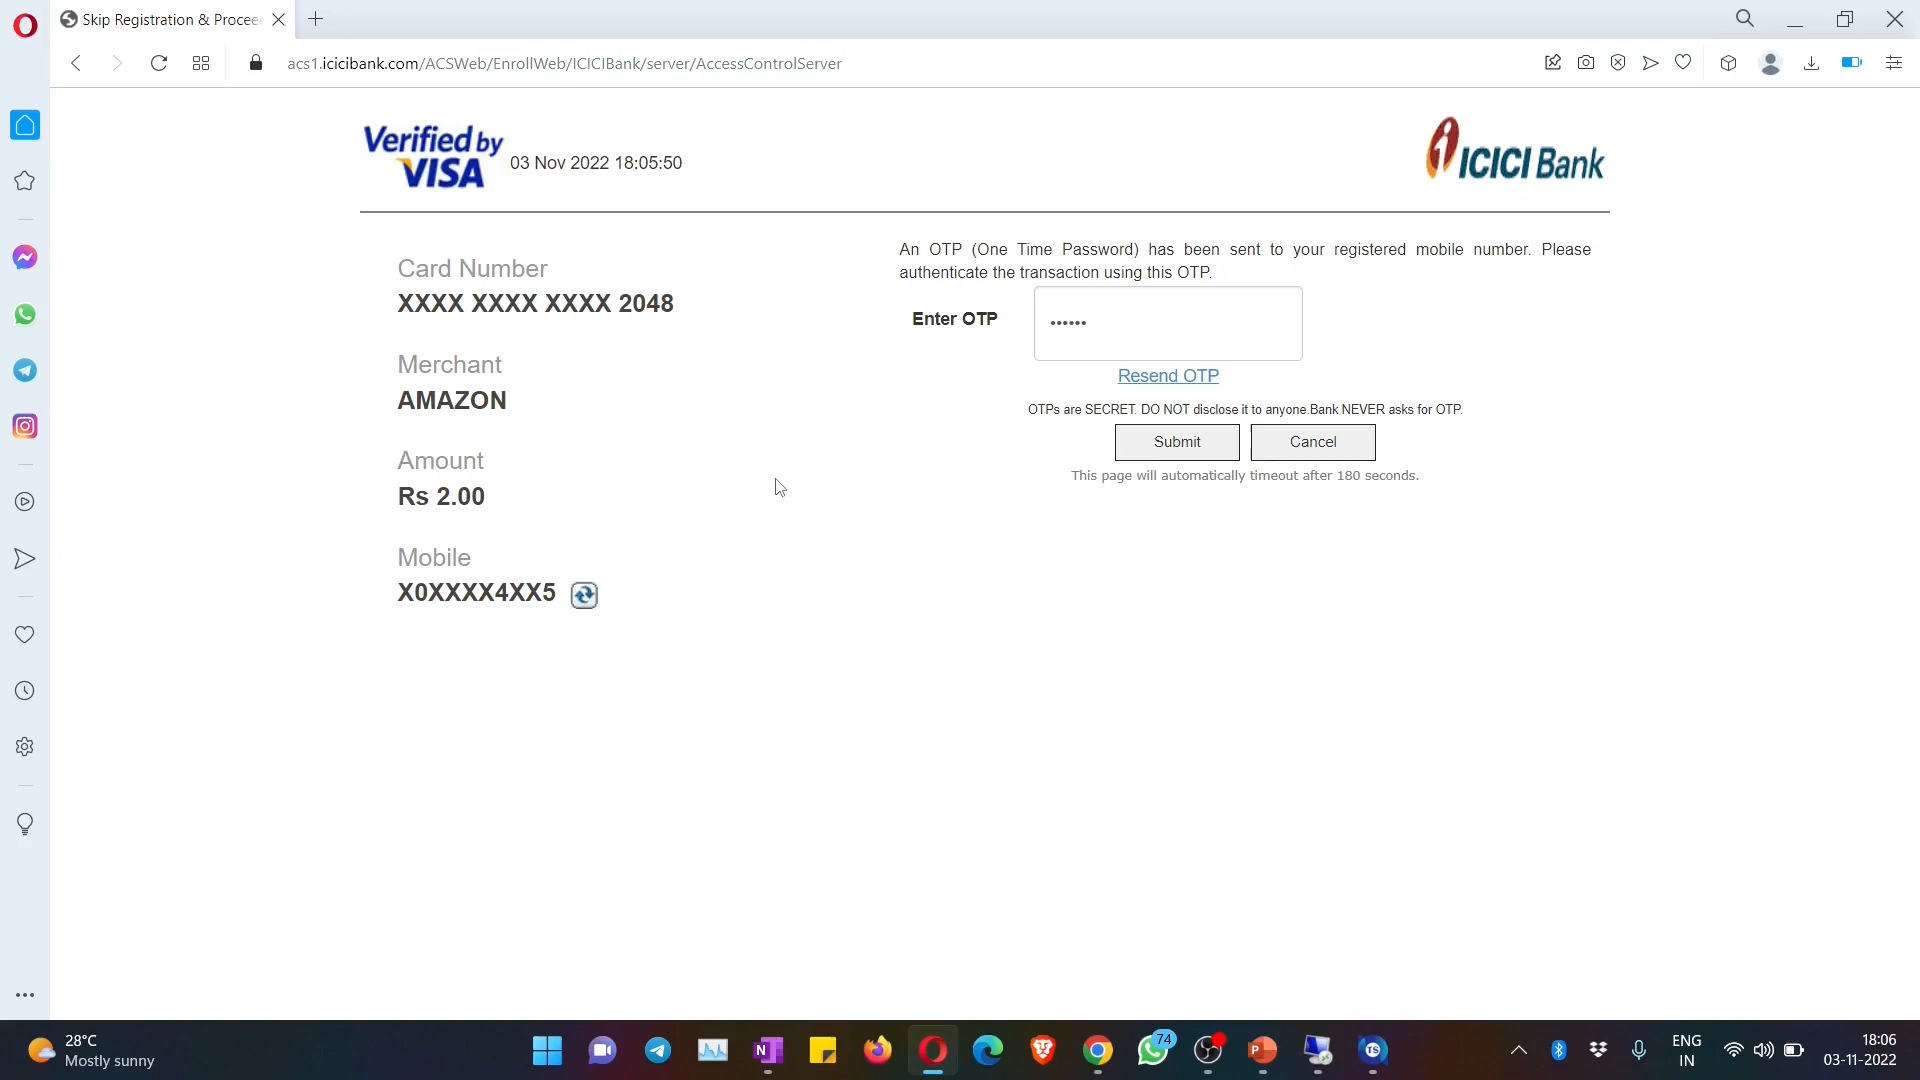 Skip Registration & Proceed
acs1.icicibank.com/ACSWeb/EnrollWeb/ICICIBank/server/AccessControlServer
Verified by
VISA
03 Nov 2022 18:05:50
ICICI Bank
Card Number
XXXX XXXX XXXX 2048
Merchant
AMAZON
Amount
Rs 2.00
Mobile
X0XXXX4XX5
An OTP (One Time Password) has been sent to your registered mobile number. Please
authenticate the transaction using this OTP.
Enter OTP
Resend OTP
OTPs are SECRET. DO NOT disclose it to anyone.Bank NEVER asks for OTP.
Submit
Cancel
This page will automatically timeout after 180 seconds.
28°C
Mostly sunny
74
ENG
IN
18:06
03-11-2022